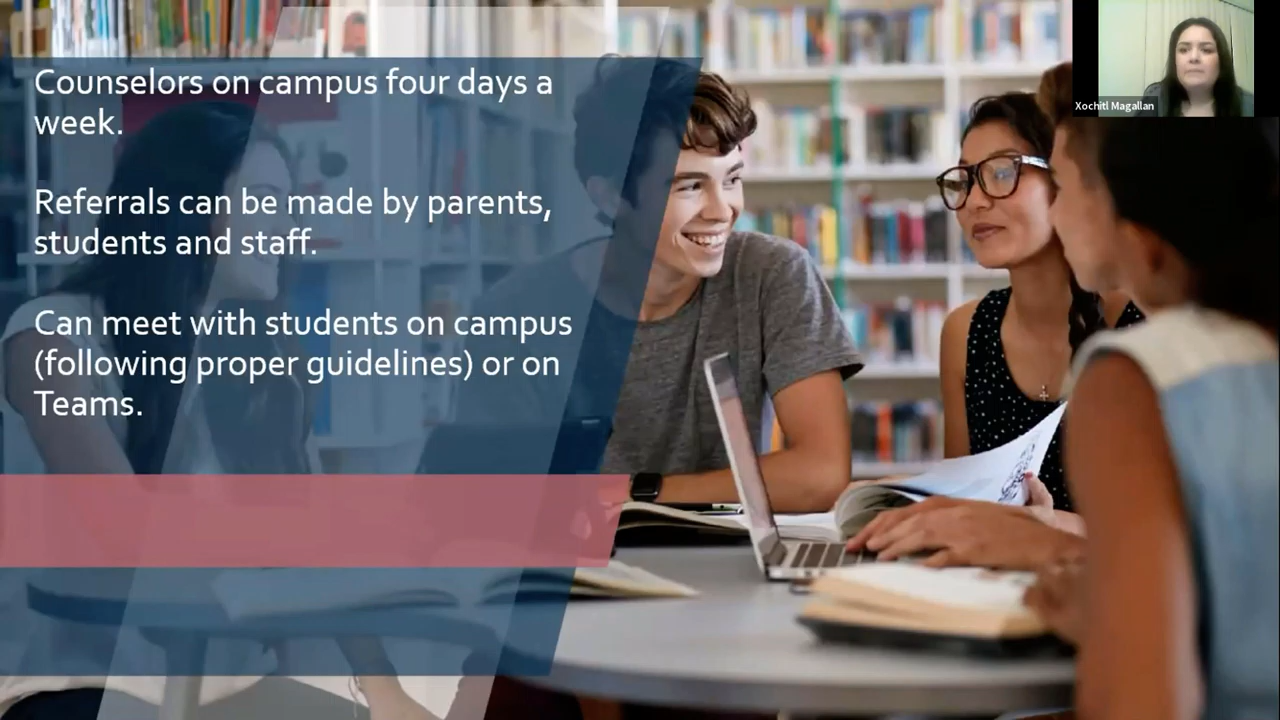 Counselors on campus four days a
week.
Referrals can be made by parents,
students and staff.
Can meet with students on campus
(following proper guidelines) or on
Teams.
Xochitl Magallan